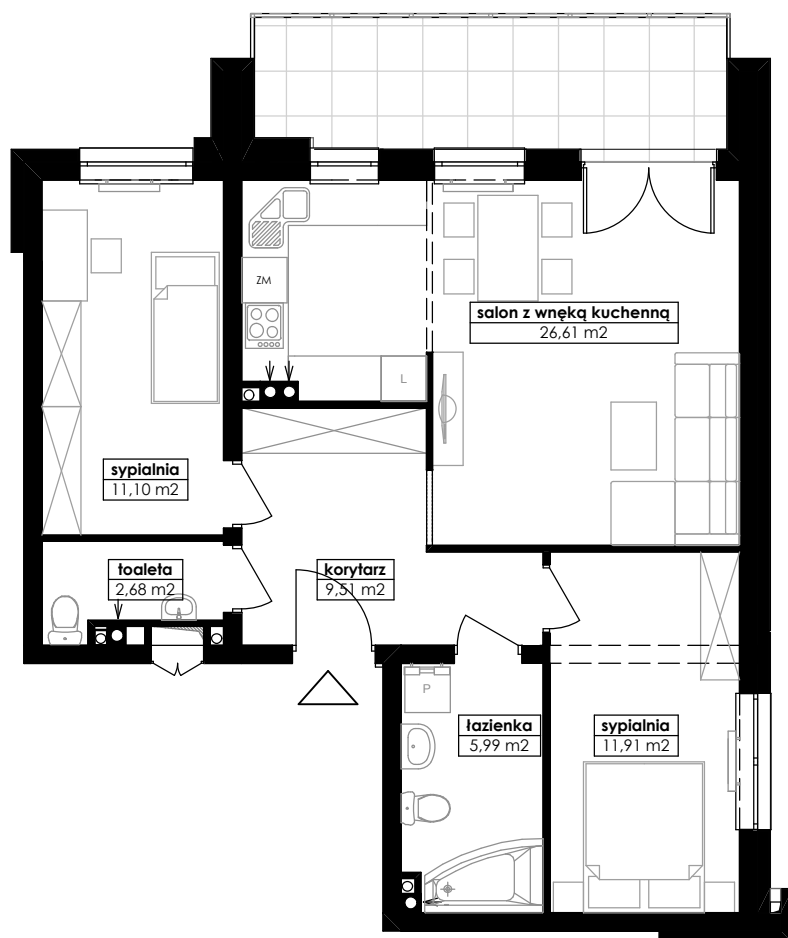 ZM
salon z wnęką kuchenną
26,61 m2
L
sypialnia
11,10 m2
toaleta
2,68 m2
korytarz
9,51 m2
P
łazienka
5,99 m2
sypialnia
11,91 m2